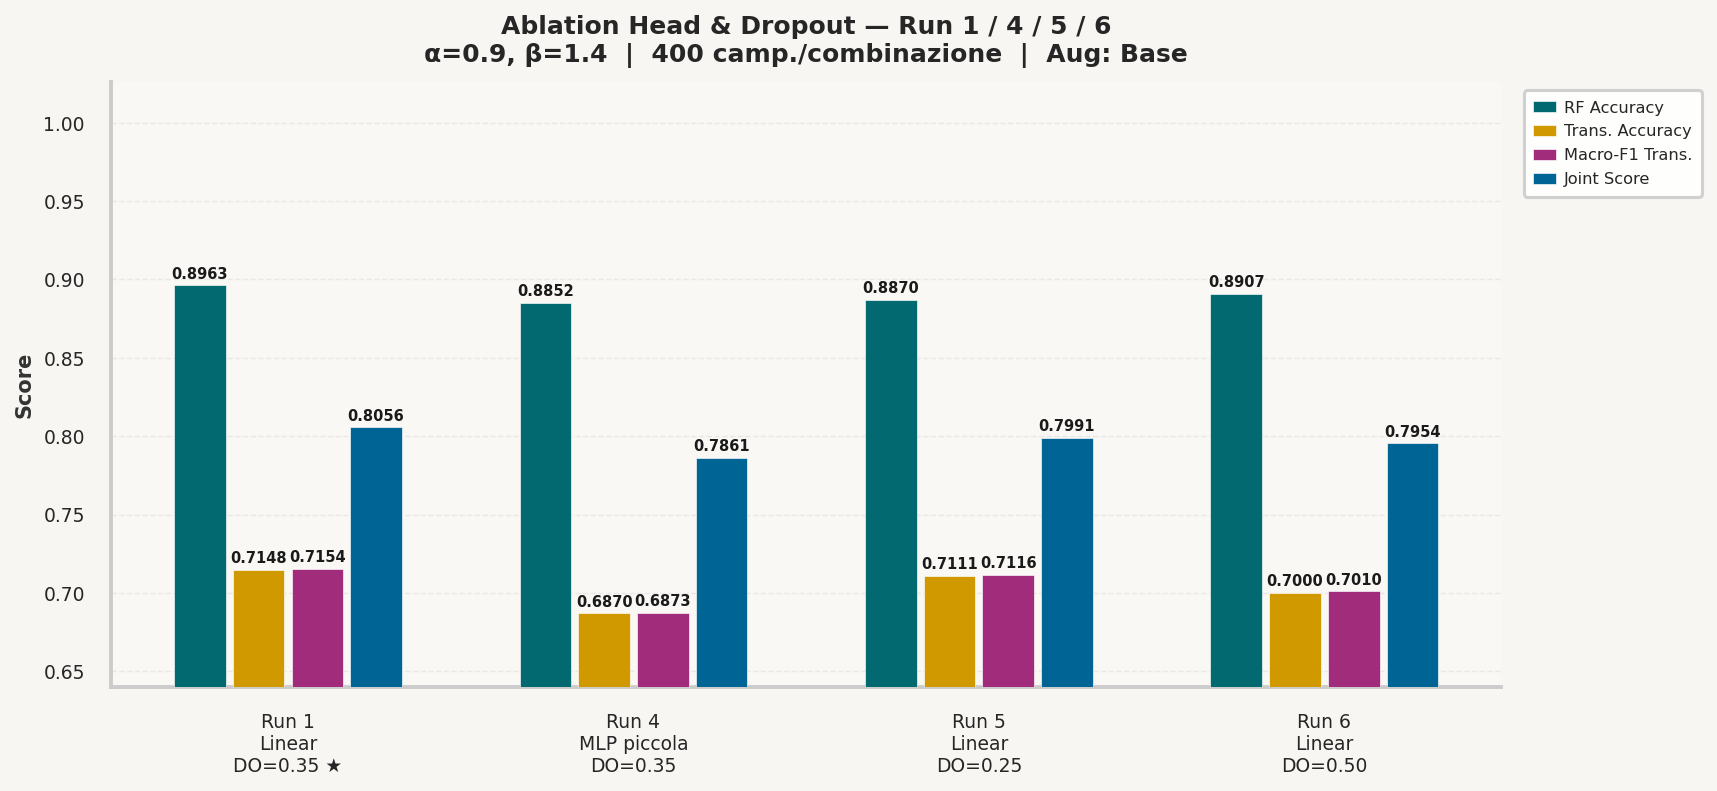 Ablation Head & Dropout — Run 1 / 4 / 5 / 6
α=0.9, β=1.4 | 400 camp./combinazione | Aug: Base
RF Accuracy
Trans. Accuracy
Macro-F1 Trans.
Joint Score
Score
1.00
0.95
0.90
0.85
0.80
0.75
0.70
0.65
0.8963
0.7148
0.7154
0.8056
0.8852
0.6870
0.6873
0.7861
0.8870
0.7111
0.7116
0.7991
0.8907
0.7000
0.7010
0.7954
Run 1
Linear
DO=0.35 ★
Run 4
MLP piccola
DO=0.35
Run 5
Linear
DO=0.25
Run 6
Linear
DO=0.50